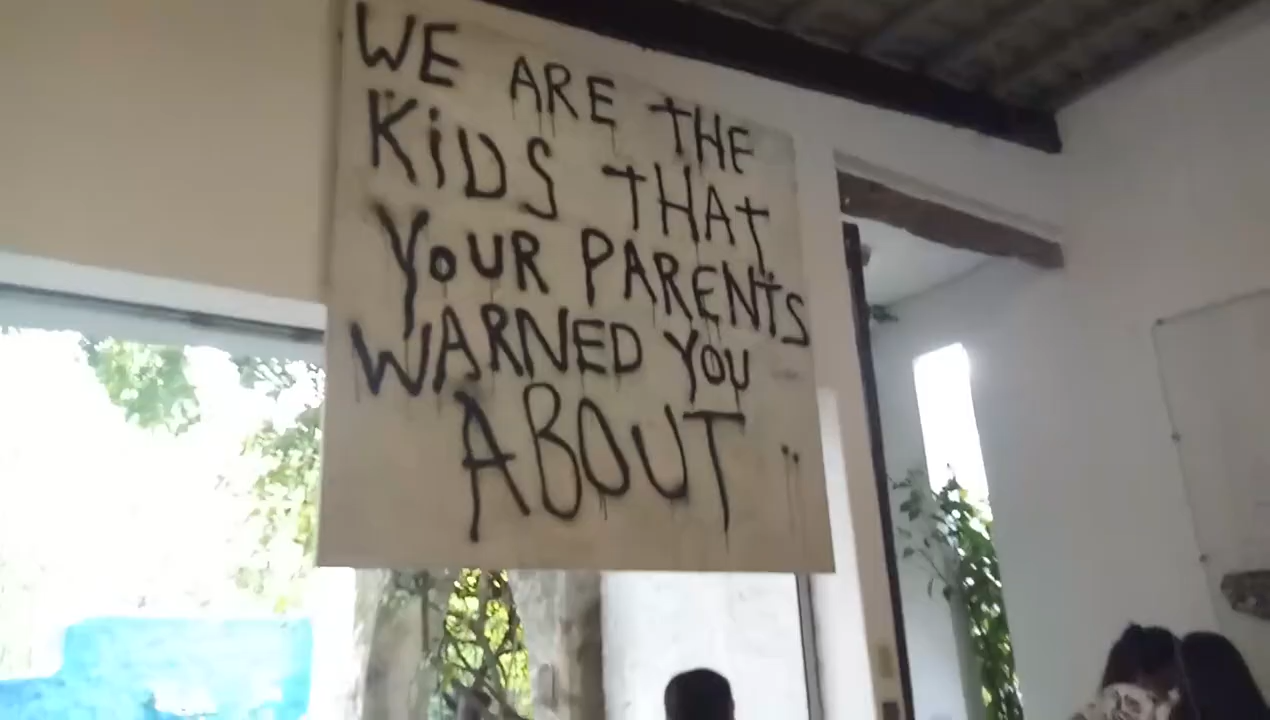 WE ARE THE
KiDS THAT
YoUR PARENTS
WARNED YOU
ABOUT ..